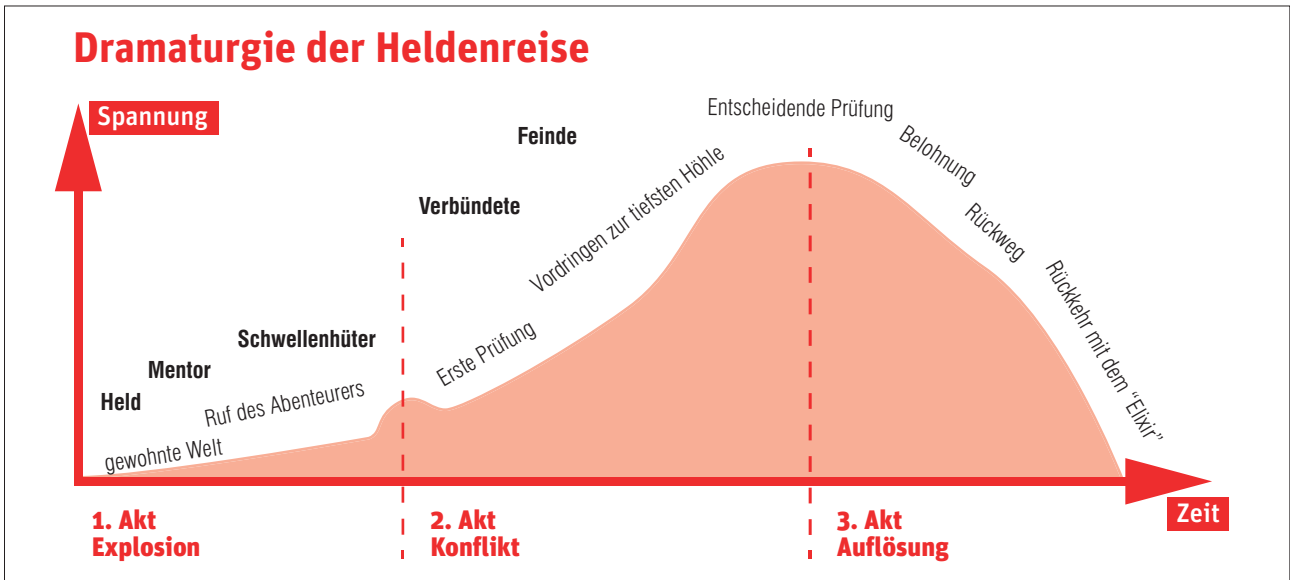 Dramaturgie der Heldenreise
Spannung
Held
Mentor
Schwellenhüter
gewohnte Welt
Ruf des Abenteurers
Verbündete
Feinde
Erste Prüfung
Vordringen zur tiefsten Höhle
Entscheidende Prüfung
Belohnung
Rückweg
Rückkehr mit dem "Elixir"
Zeit
1. Akt
Explosion
2. Akt
Konflikt
3. Akt
Auflösung